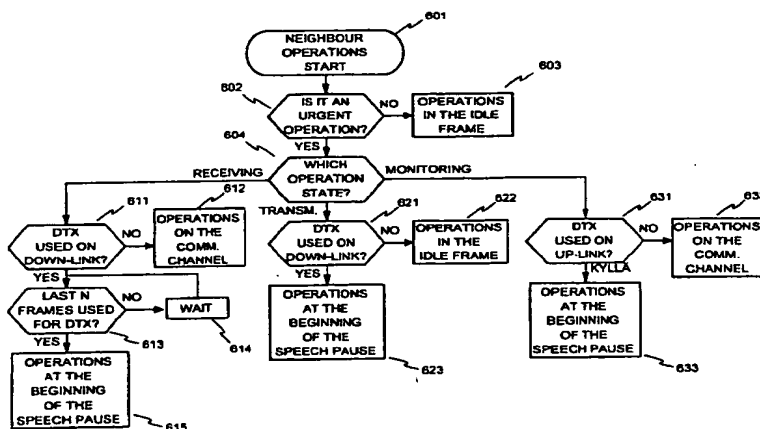 601
NEIGHBOUR
OPERATIONS
START
602
IS IT AN
URGENT
OPERATION?
NO
603
OPERATIONS
IN THE IDLE
FRAME
YES
604
WHICH
OPERATION
STATE?
RECEIVING
TRANSM.
MONITORING
611
DTX
USED ON
DOWN-LINK?
NO
612
OPERATIONS
ON THE
COMM.
CHANNEL
YES
LAST N
FRAMES USED
FOR DTX?
613
NO
WAIT
614
YES
OPERATIONS
AT THE
BEGINNING
OF THE
SPEECH PAUSE
615
621
DTX
USED ON
DOWN-LINK?
NO
622
OPERATIONS
IN THE
IDLE FRAME
YES
OPERATIONS
AT THE
BEGINNING
OF THE
SPEECH PAUSE
623
631
DTX
USED ON
UP-LINK?
NO
OPERATIONS
ON THE
COMM.
CHANNEL
KYLLA
OPERATIONS
AT THE
BEGINNING
OF THE
SPEECH PAUSE
633